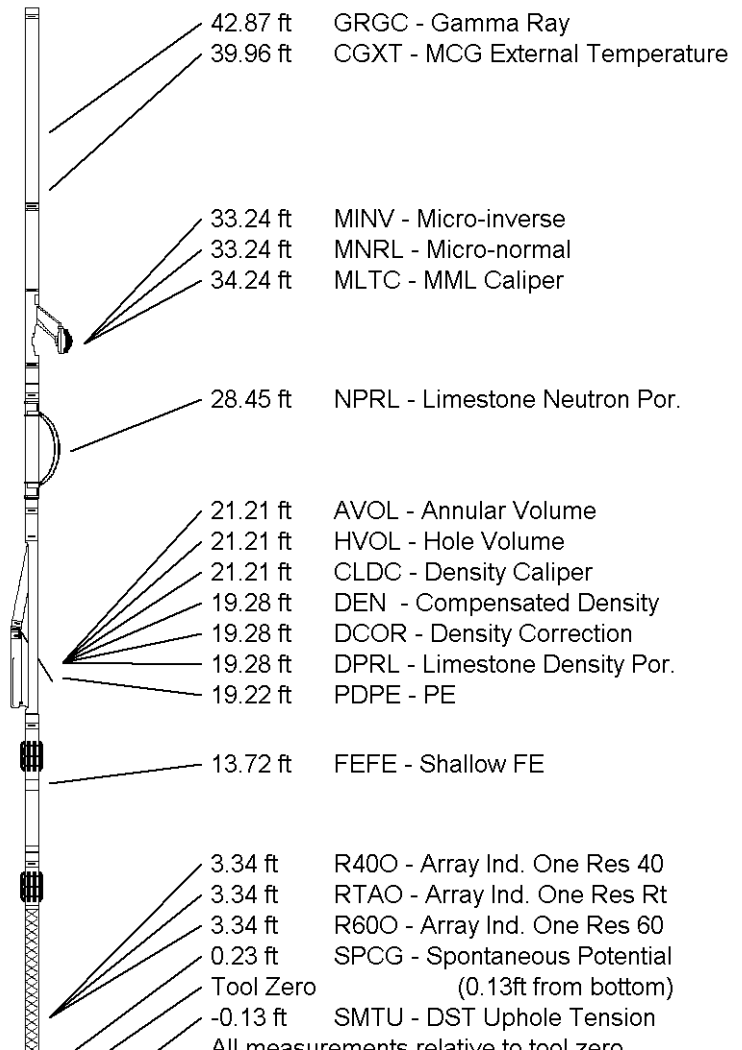 42.87 ft GRGC - Gamma Ray
39.96 ft CGXT - MCG External Temperature
33.24 ft MINV - Micro-inverse
33.24 ft MNRL - Micro-normal
34.24 ft MLTC - MML Caliper
28.45 ft NPRL - Limestone Neutron Por.
21.21 ft AVOL - Annular Volume
21.21 ft HVOL - Hole Volume
21.21 ft CLDC - Density Caliper
19.28 ft DEN - Compensated Density
19.28 ft DCOR - Density Correction
19.28 ft DPRL - Limestone Density Por.
19.22 ft PDPE - PE
13.72 ft FEFE - Shallow FE
3.34 ft R40O - Array Ind. One Res 40
3.34 ft RTAO - Array Ind. One Res Rt
3.34 ft R60O - Array Ind. One Res 60
0.23 ft SPCG - Spontaneous Potential
Tool Zero (0.13ft from bottom)
-0.13 ft SMTU - DST Uphole Tension
All measurements relative to tool zero